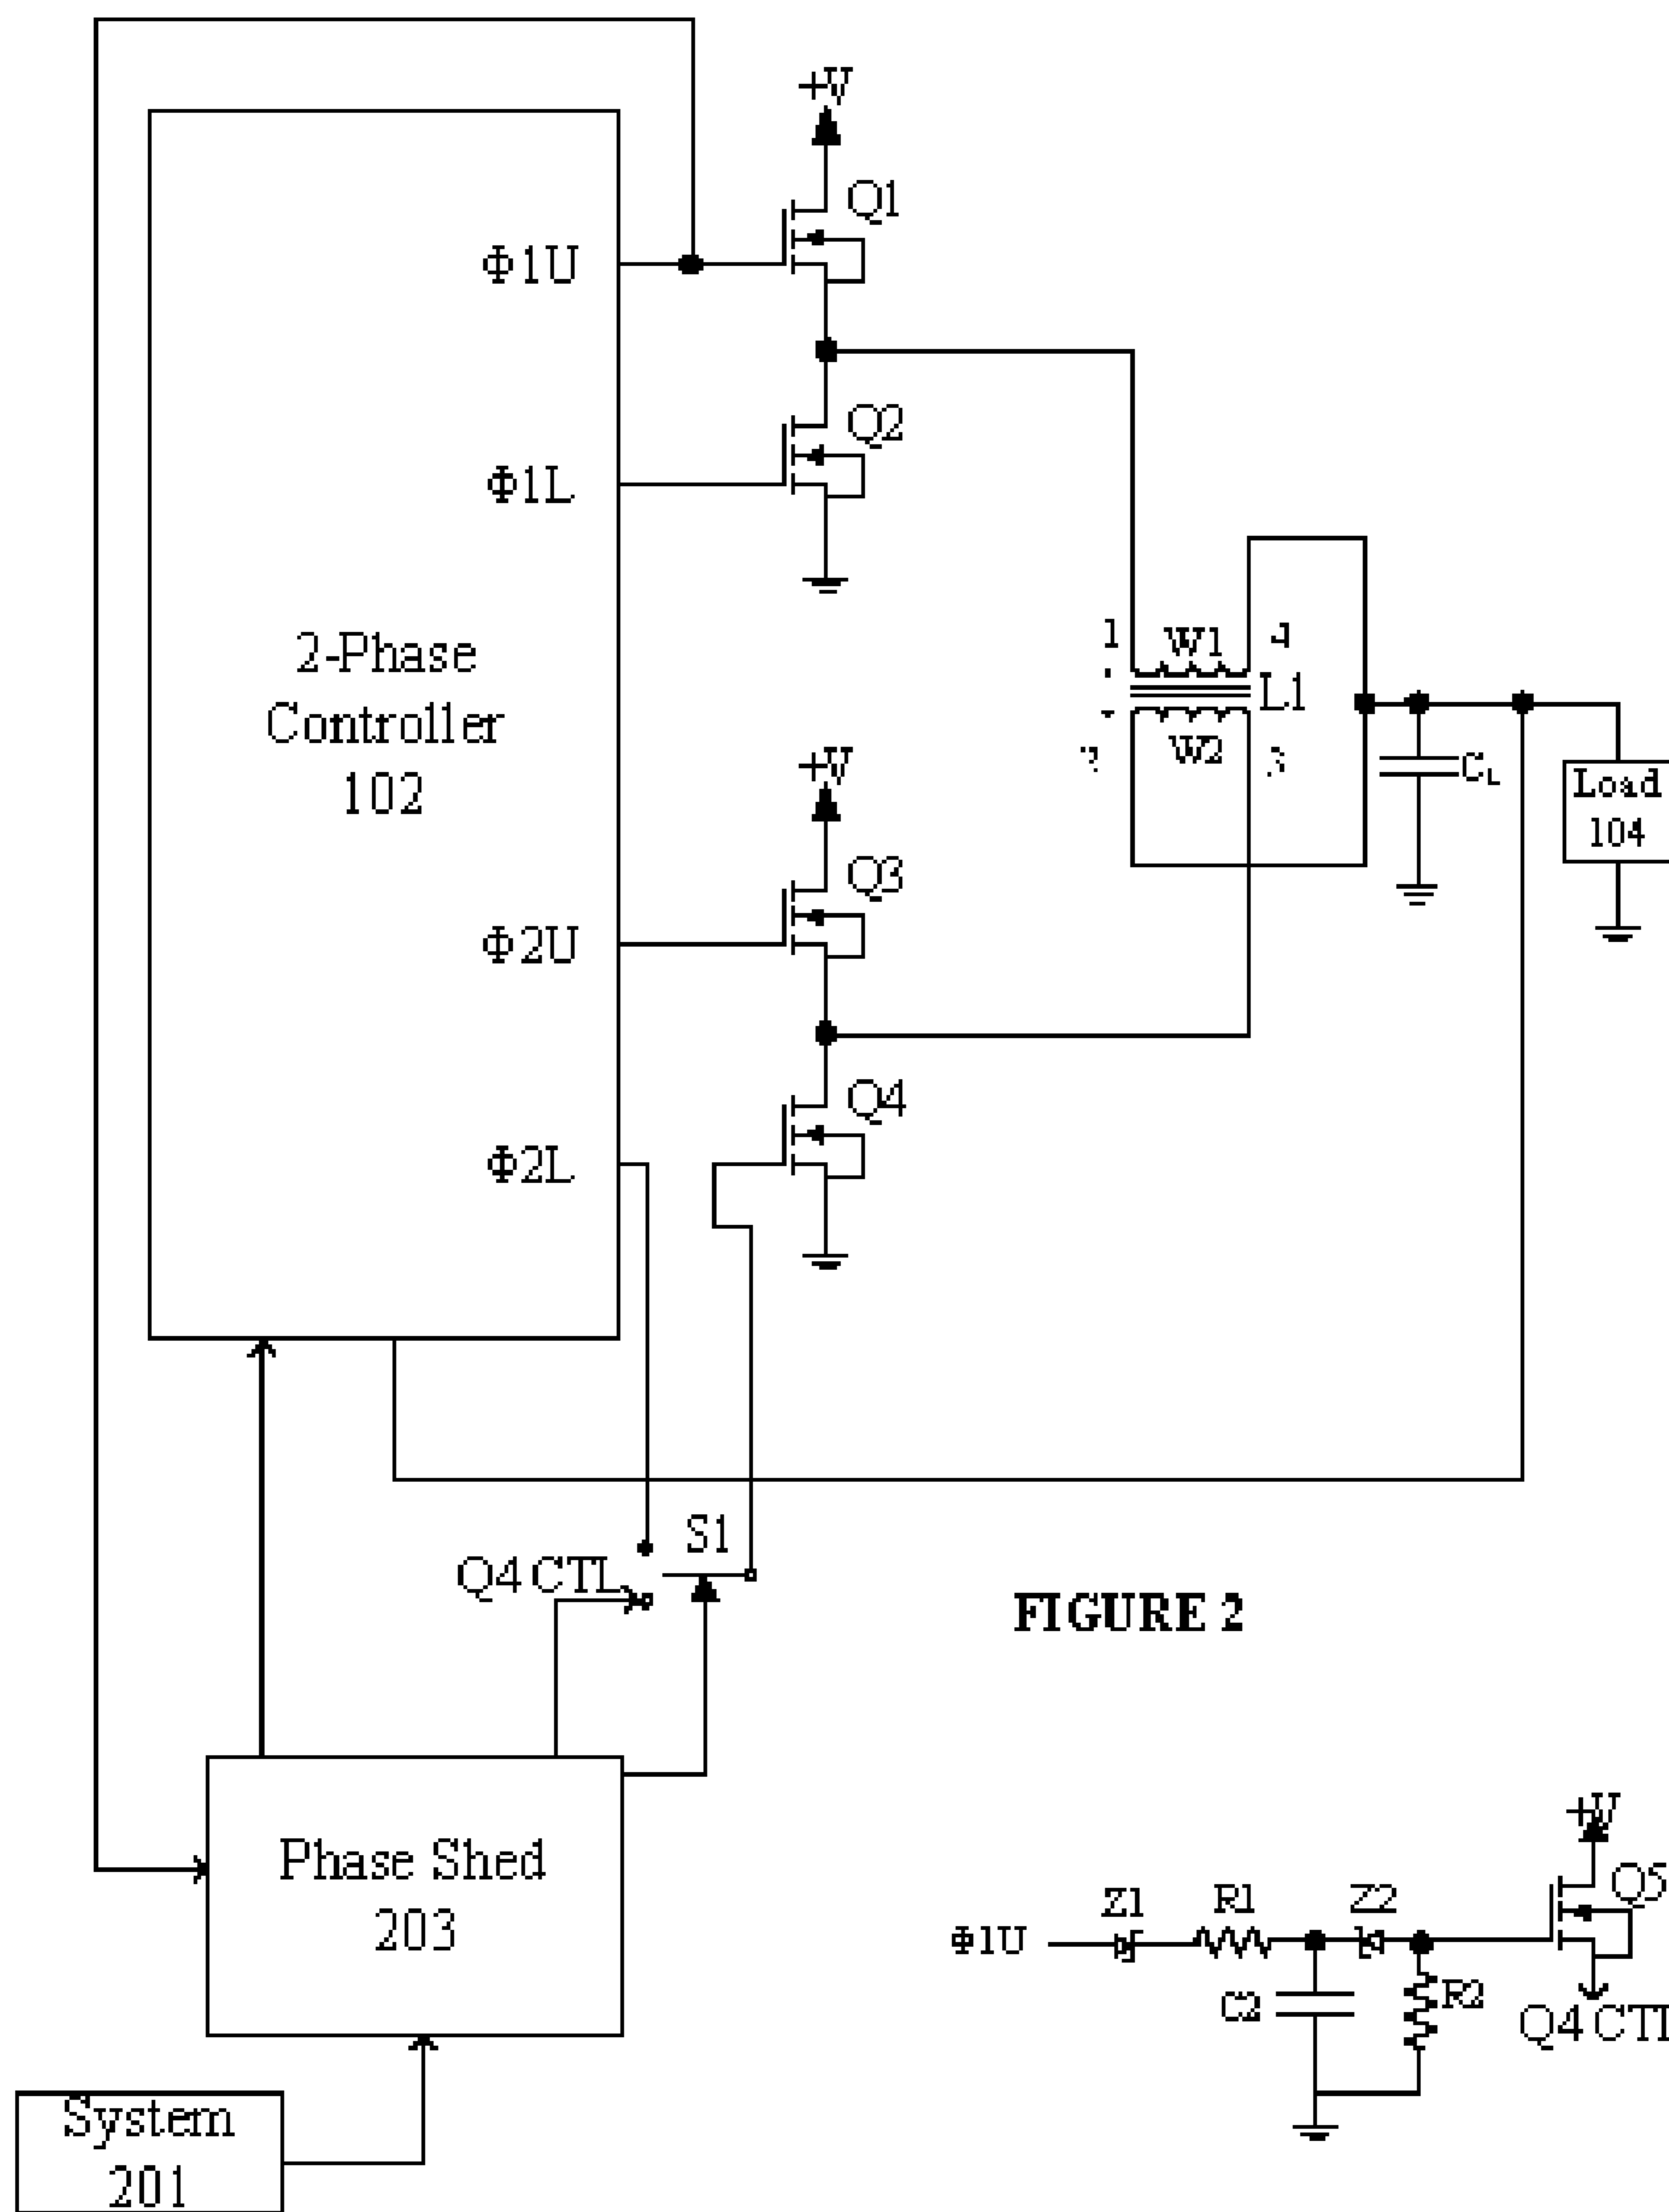 +V
Q1
Φ1U
Q2
Φ1L
2-Phase
Controller
102
1
W1
4
L1
2
W2
3
+V
CL
Load
104
Q3
Φ2U
Q4
Φ2L
S1
Q4 CTL
FIGURE 2
Phase Shed
203
+V
Q5
Z1
R1
Z2
Φ1U
C2
R2
Q4 CTL
System
201